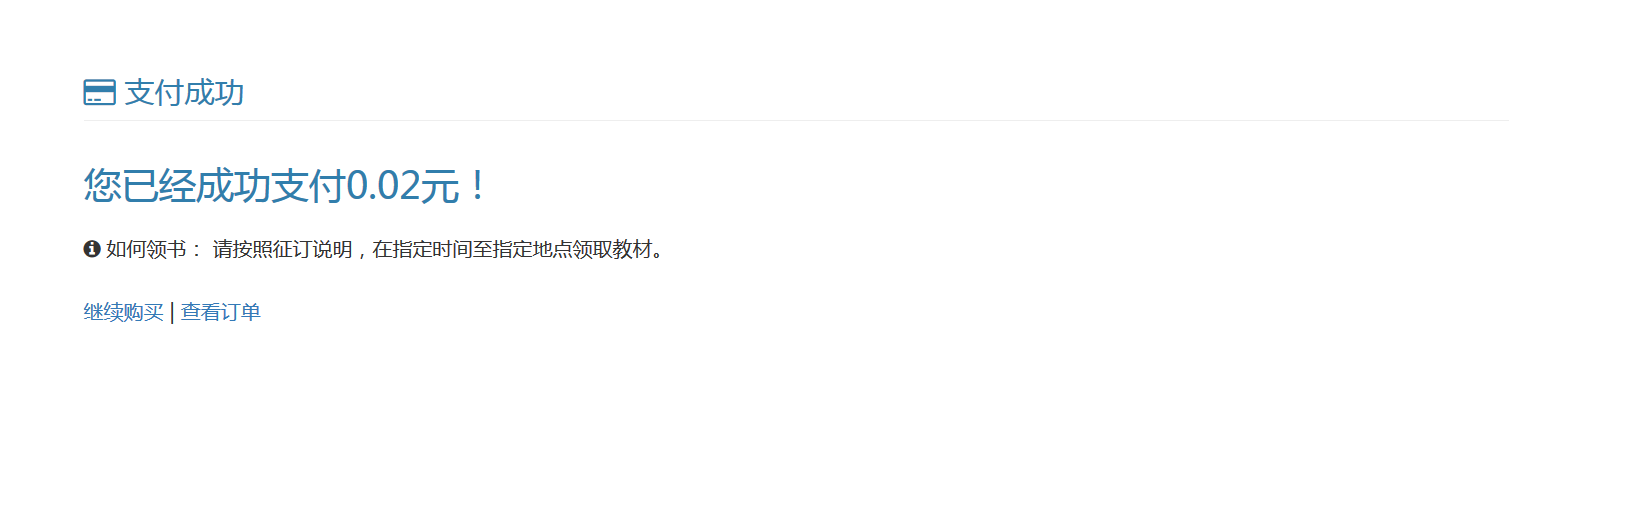 支付成功
您已经成功支付0.02元！
如何领书： 请按照征订说明，在指定时间至指定地点领取教材。
继续购买 | 查看订单